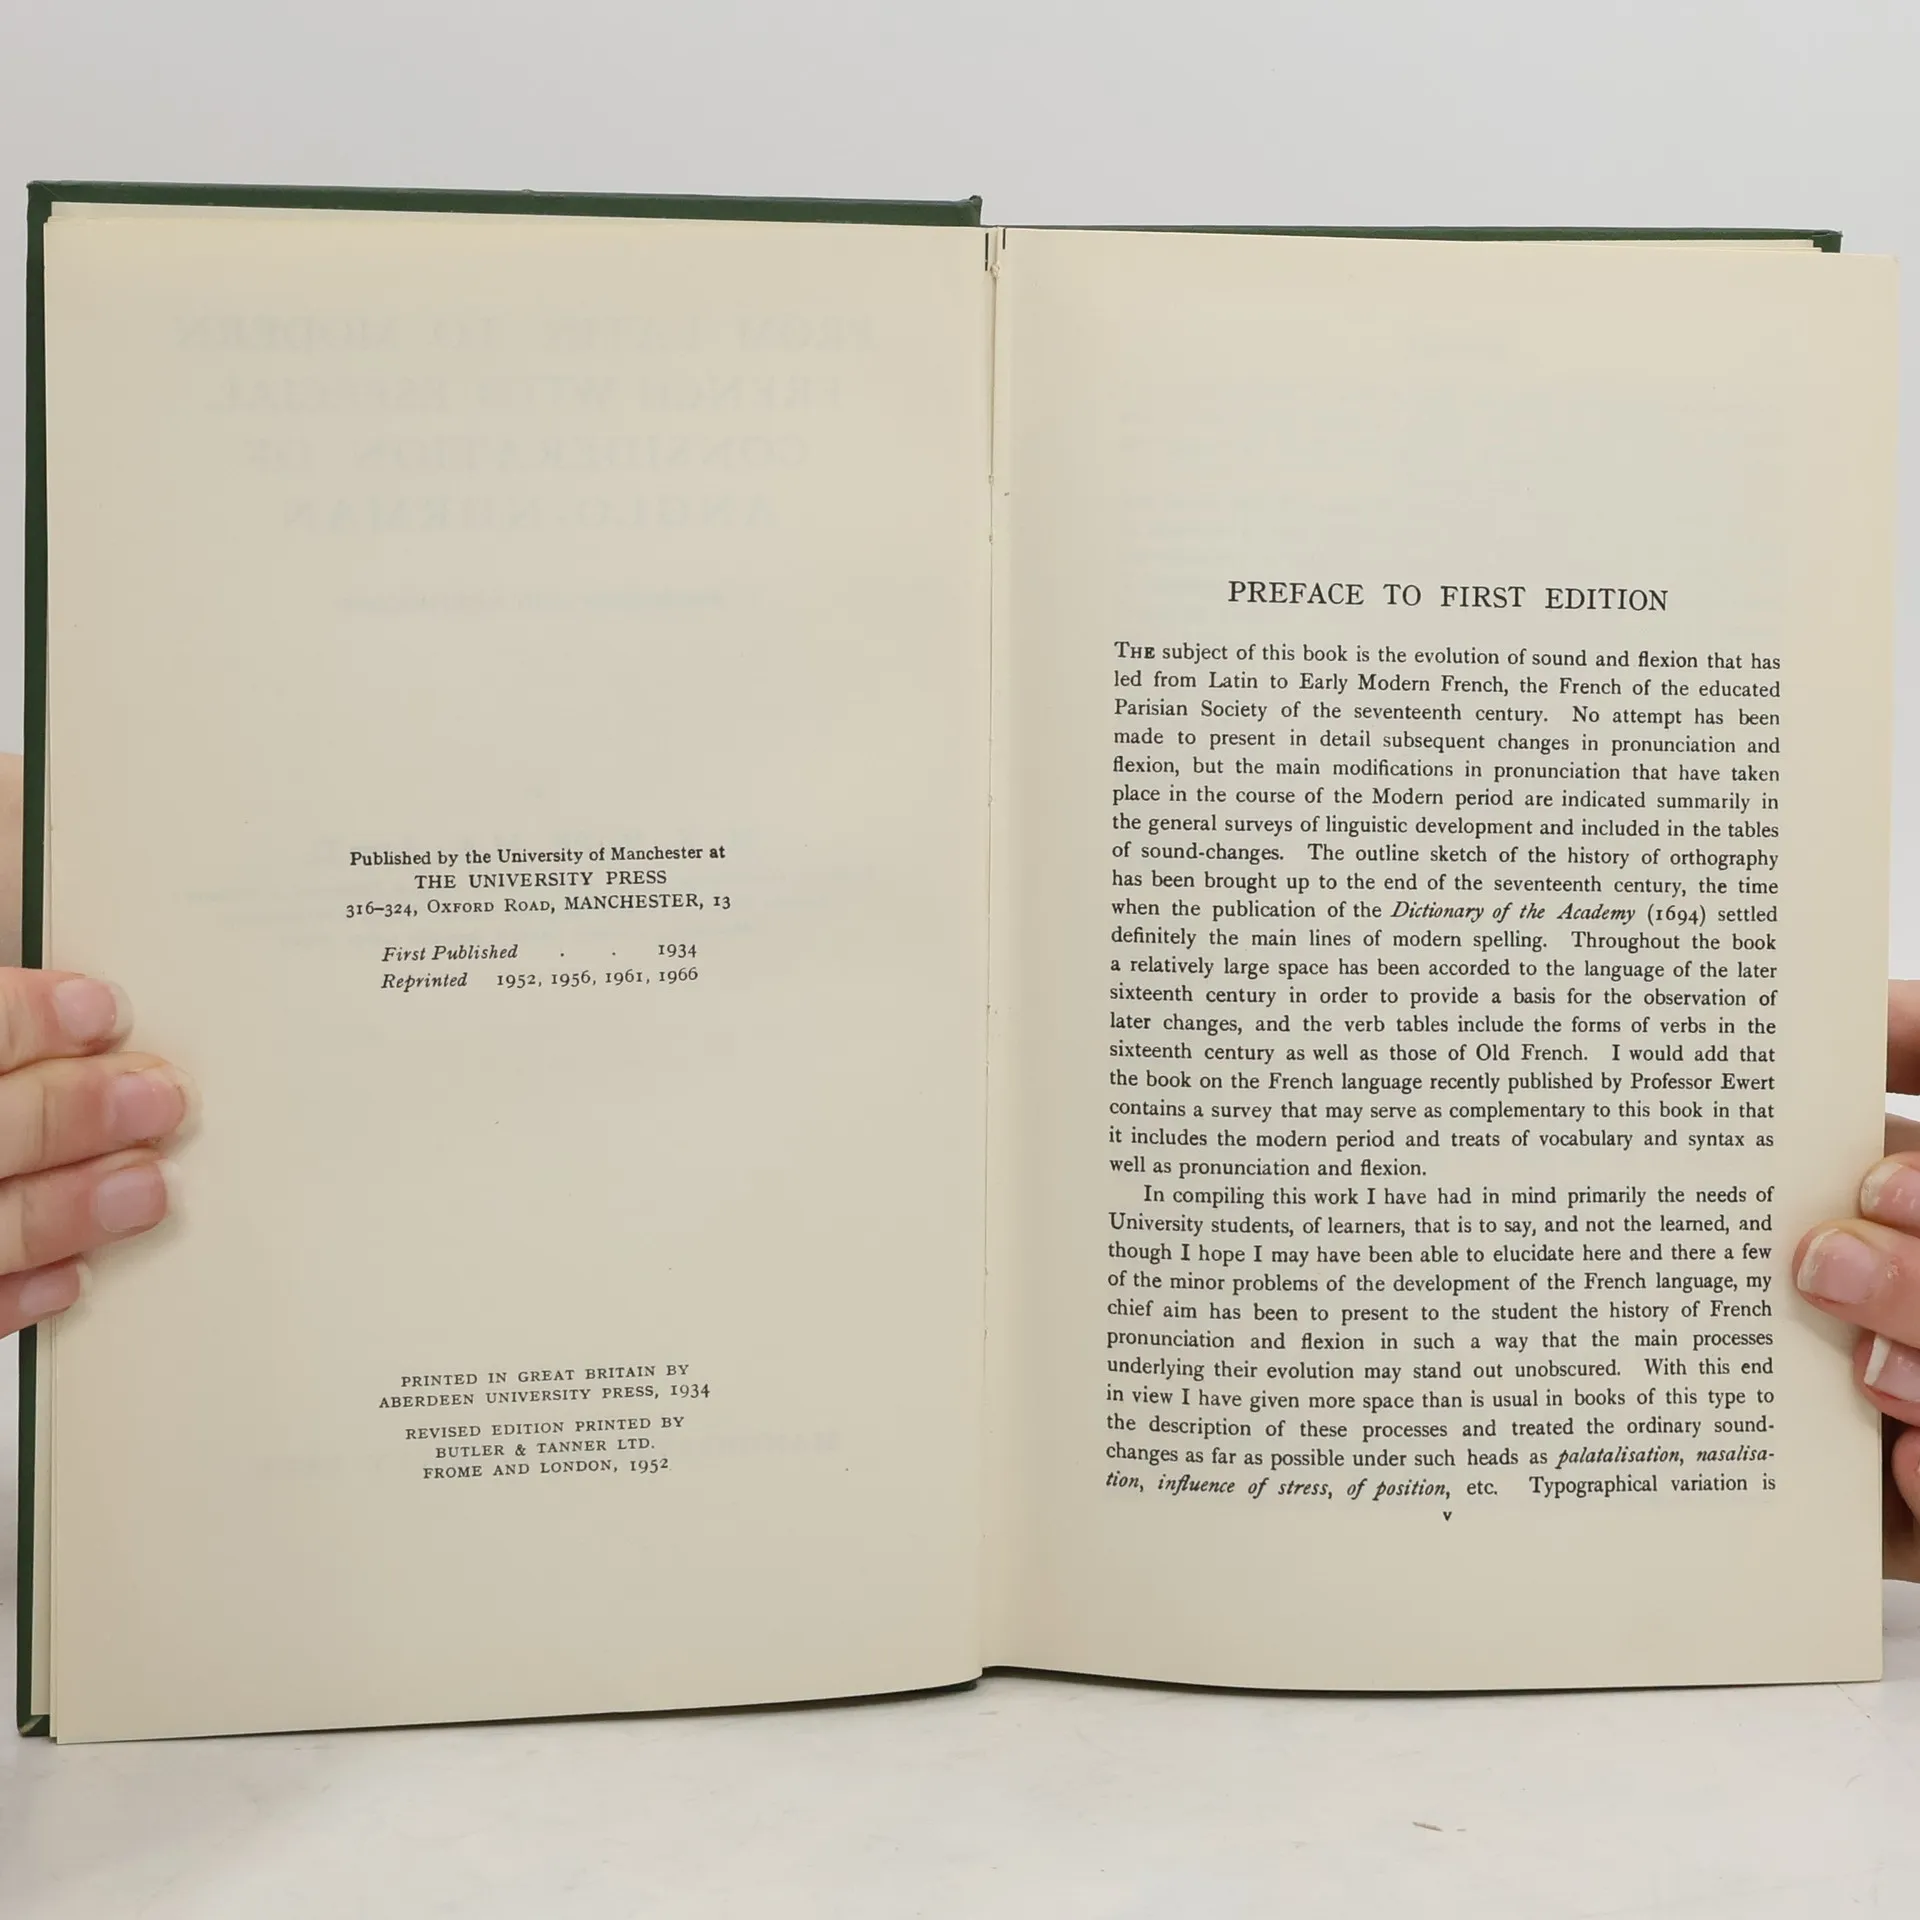 Published by the University of Manchester at
THE UNIVERSITY PRESS
316–324, OXFORD ROAD, MANCHESTER, 13
First Published . . 1934
Reprinted 1952, 1956, 1961, 1966
PRINTED IN GREAT BRITAIN BY
ABERDEEN UNIVERSITY PRESS, 1934
REVISED EDITION PRINTED BY
BUTLER & TANNER LTD.
FROME AND LONDON, 1952
PREFACE TO FIRST EDITION
THE subject of this book is the evolution of sound and flexion that has
led from Latin to Early Modern French, the French of the educated
Parisian Society of the seventeenth century. No attempt has been
made to present in detail subsequent changes in pronunciation and
flexion, but the main modifications in pronunciation that have taken
place in the course of the Modern period are indicated summarily in
the general surveys of linguistic development and included in the tables
of sound-changes. The outline sketch of the history of orthography
has been brought up to the end of the seventeenth century, the time
when the publication of the Dictionary of the Academy (1694) settled
definitely the main lines of modern spelling. Throughout the book
a relatively large space has been accorded to the language of the later
sixteenth century in order to provide a basis for the observation of
later changes, and the verb tables include the forms of verbs in the
sixteenth century as well as those of Old French. I would add that
the book on the French language recently published by Professor Ewert
contains a survey that may serve as complementary to this book in that
it includes the modern period and treats of vocabulary and syntax as
well as pronunciation and flexion.
In compiling this work I have had in mind primarily the needs of
University students, of learners, that is to say, and not the learned, and
though I hope I may have been able to elucidate here and there a few
of the minor problems of the development of the French language, my
chief aim has been to present to the student the history of French
pronunciation and flexion in such a way that the main processes
underlying their evolution may stand out unobscured. With this end
in view I have given more space than is usual in books of this type to
the description of these processes and treated the ordinary sound-
changes as far as possible under such heads as palatalisation, nasalisa-
tion, influence of stress, of position, etc. Typographical variation is
v